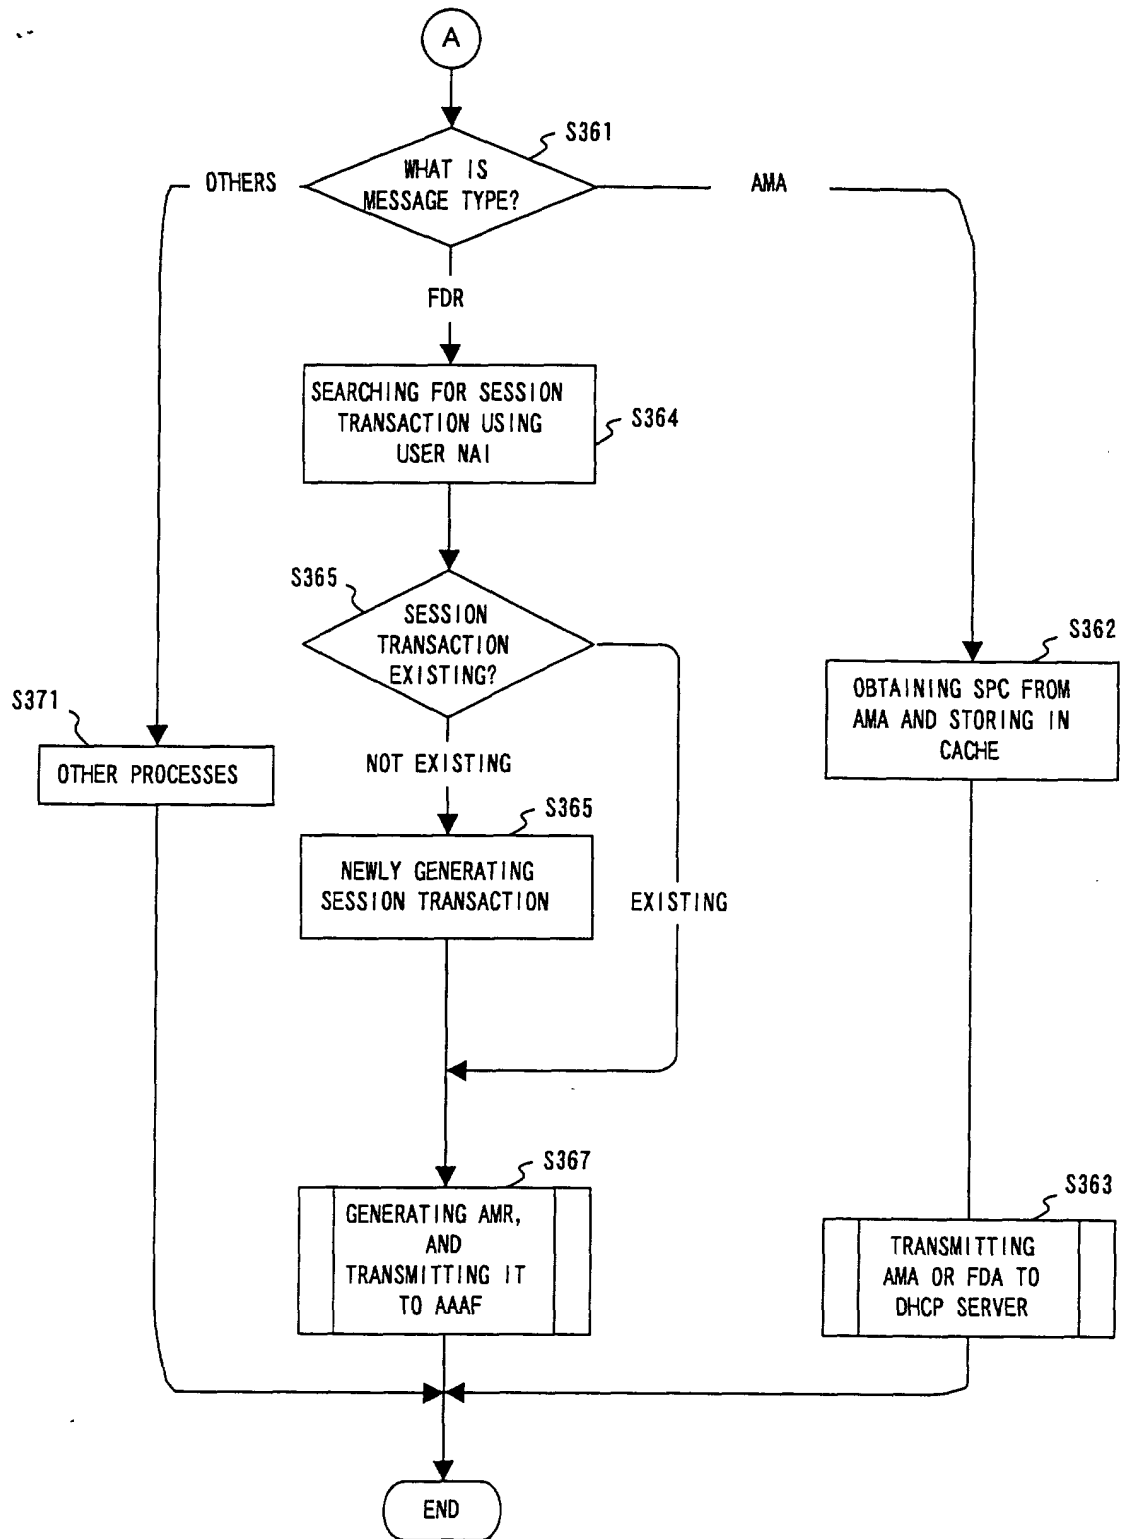 A
S361
WHAT IS
MESSAGE TYPE?
OTHERS
AMA
FDR
SEARCHING FOR SESSION
TRANSACTION USING
USER NAI
S364
S365
SESSION
TRANSACTION
EXISTING?
S362
OBTAINING SPC FROM
AMA AND STORING IN
CACHE
S371
OTHER PROCESSES
NOT EXISTING
S365
NEWLY GENERATING
SESSION TRANSACTION
EXISTING
S367
GENERATING AMR,
AND
TRANSMITTING IT
TO AAAF
S363
TRANSMITTING
AMA OR FDA TO
DHCP SERVER
END